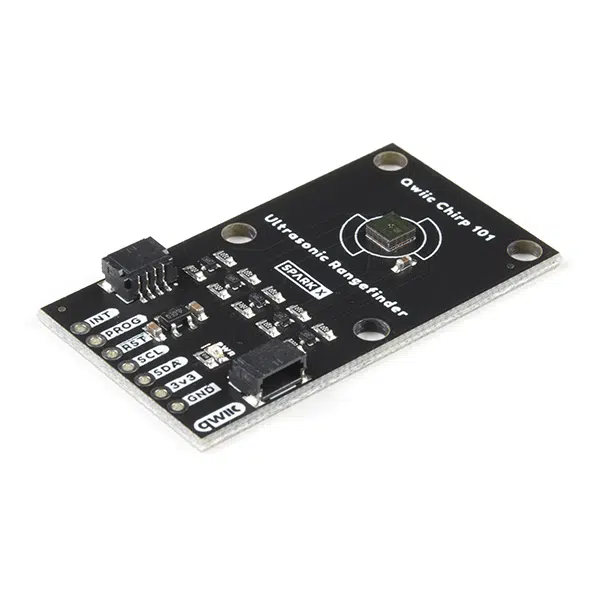 Qwiic Chirp 101
Ultrasonic Rangefinder
SPARK X
INT
PROG
RST
SCL
SDA
3v3
GND
qwiic